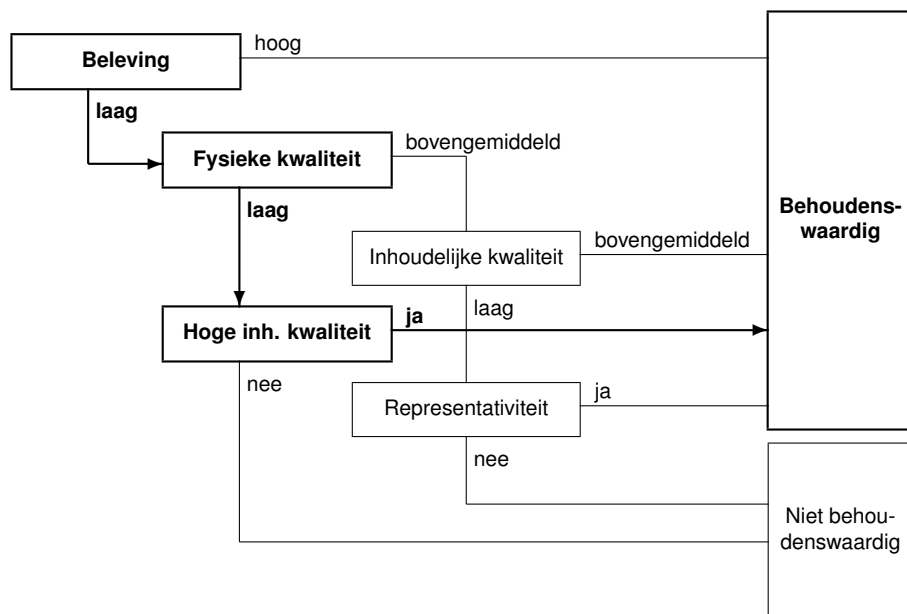 hoog
Beleving
laag
bovengemiddeld
Fysieke kwaliteit
laag
Behoudens-
waardig
bovengemiddeld
Inhoudelijke kwaliteit
laag
ja
Hoge inh. kwaliteit
nee
ja
Representativiteit
nee
Niet behou-
denswaardig